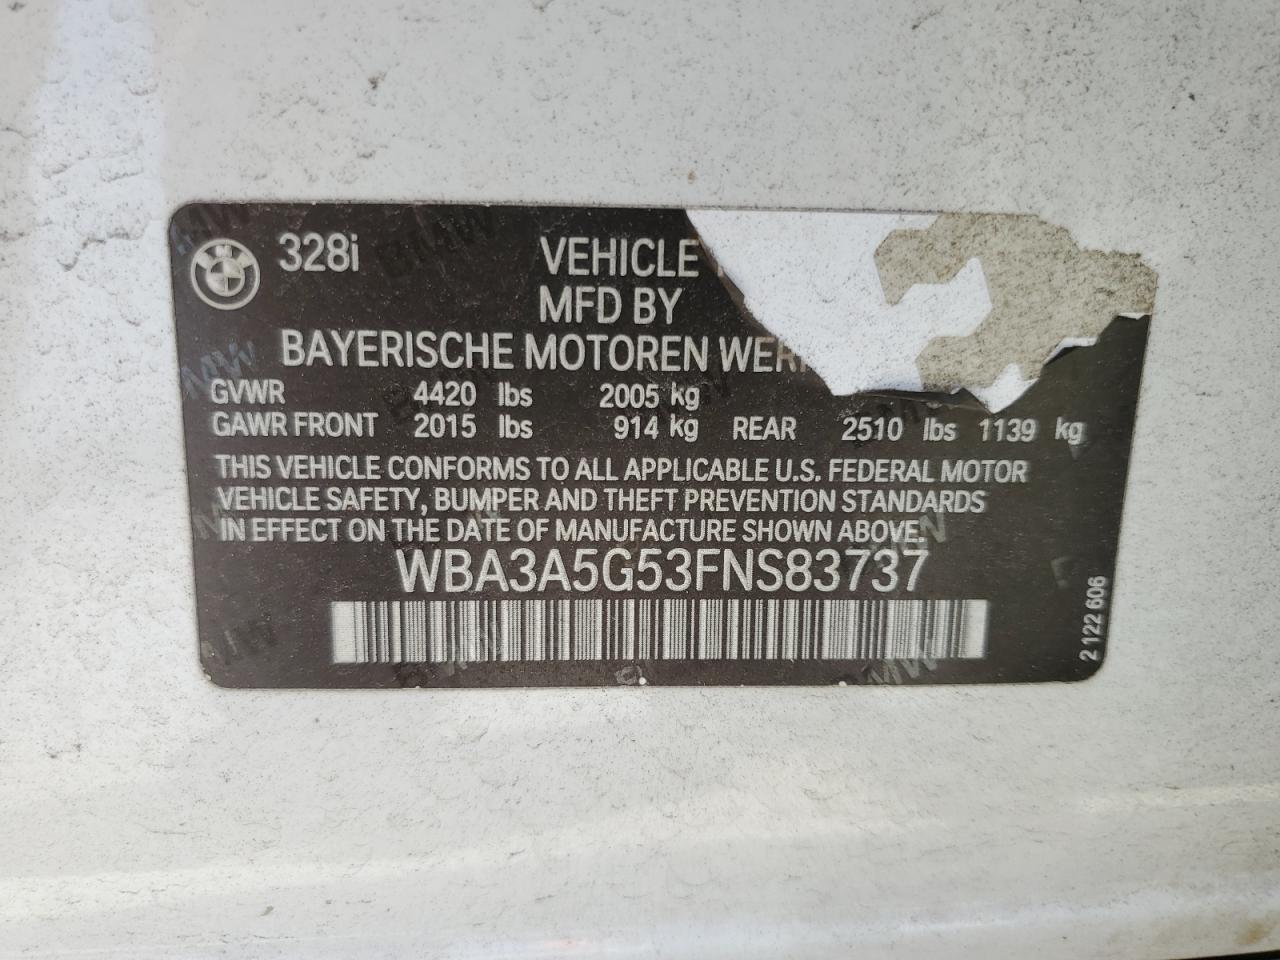 328i
VEHICLE
MFD BY
BAYERISCHE MOTOREN
GVWR 4420 lbs 2005 kg
GAWR FRONT 2015 lbs 914 kg REAR 2510 lbs 1139 kg
THIS VEHICLE CONFORMS TO ALL APPLICABLE U.S. FEDERAL MOTOR
VEHICLE SAFETY, BUMPER AND THEFT PREVENTION STANDARDS
IN EFFECT ON THE DATE OF MANUFACTURE SHOWN ABOVE.
WBA3A5G53FNS83737
2 122 606